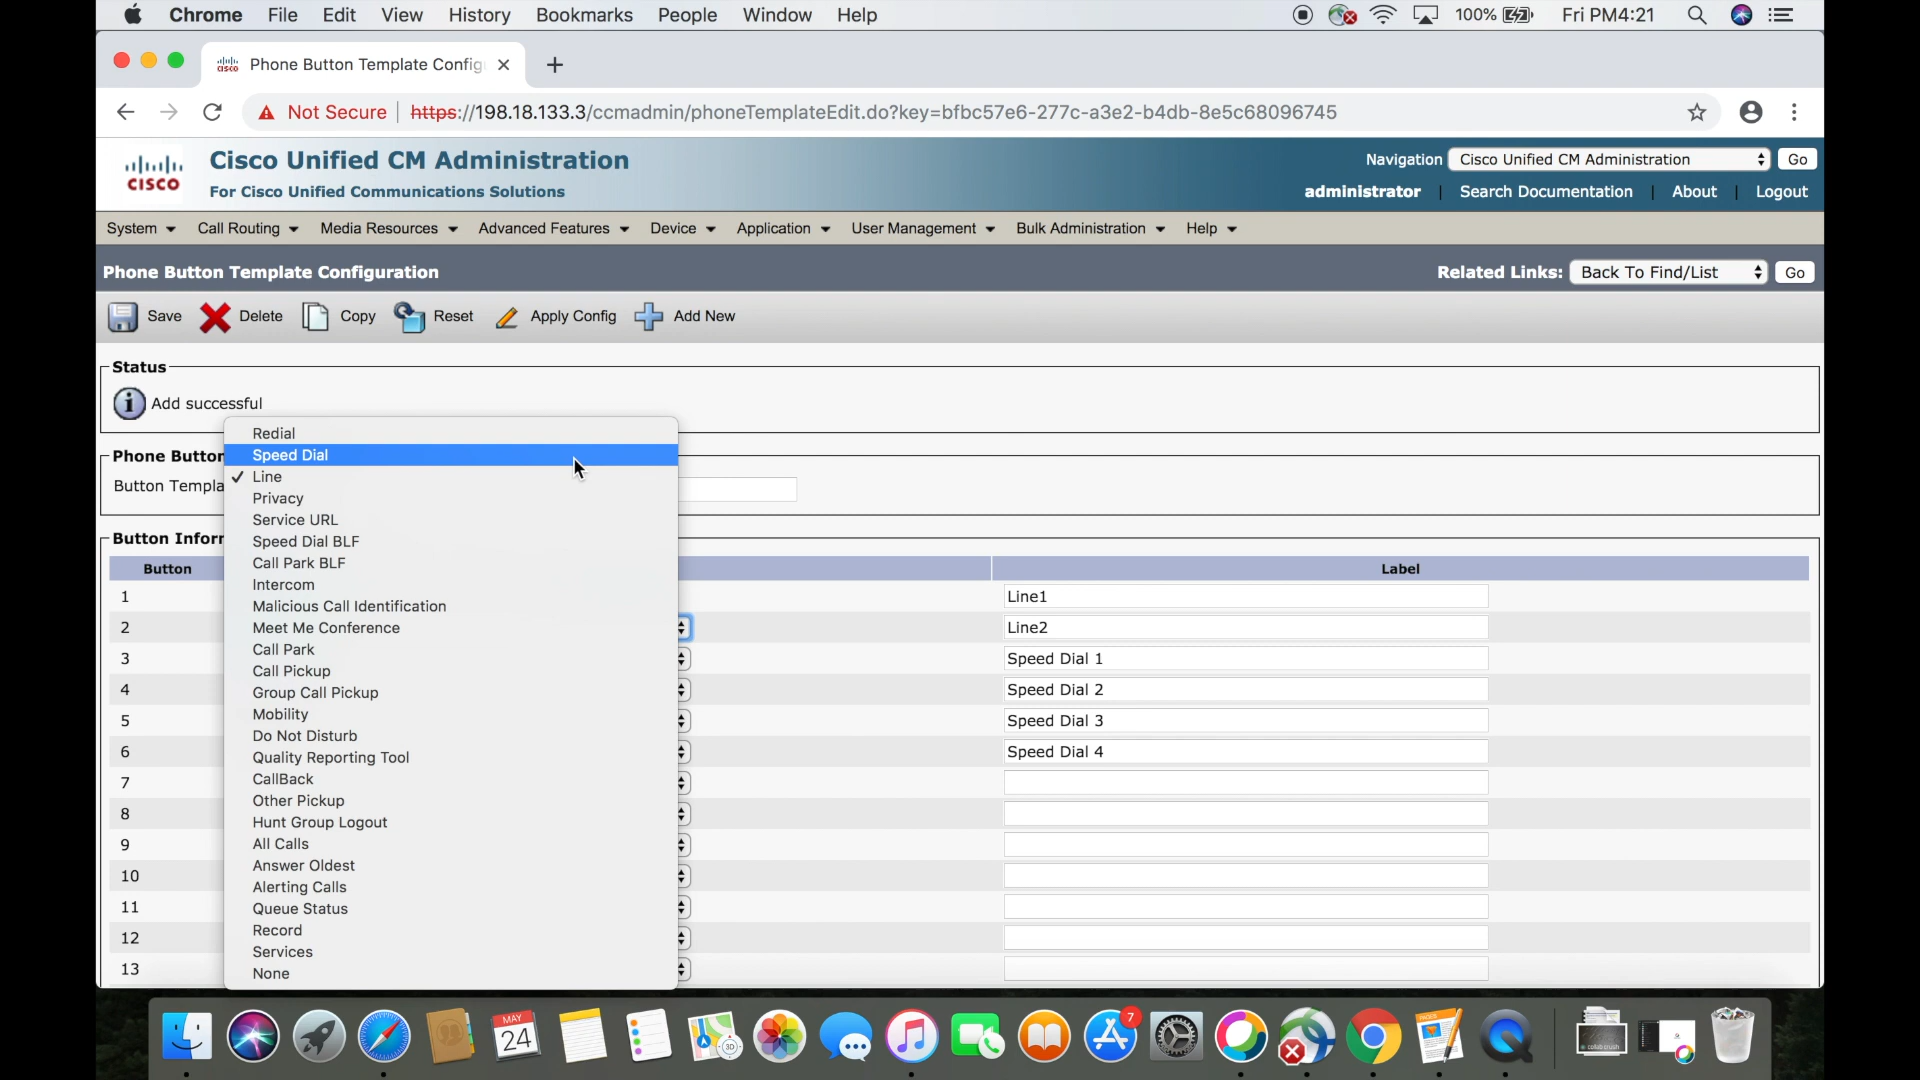 Chrome File Edit View History Bookmarks People Window Help 100% Fri PM4:21
Phone Button Template Config
Not Secure https://198.18.133.3/ccmadmin/phoneTemplateEdit.do?key=bfbc57e6-277c-a3e2-b4db-8e5c68096745
CISCO
Cisco Unified CM Administration
For Cisco Unified Communications Solutions
Navigation Cisco Unified CM Administration Go
administrator Search Documentation About Logout
System Call Routing Media Resources Advanced Features Device Application User Management Bulk Administration Help
Phone Button Template Configuration Related Links: Back To Find/List Go
Save Delete Copy Reset Apply Config Add New
Status
Add successful
Phone Button
Button Templa
Button Inforr
Button
1
2
3
4
5
6
7
8
9
10
11
12
13
Redial
Speed Dial
Line
Privacy
Service URL
Speed Dial BLF
Call Park BLF
Intercom
Malicious Call Identification
Meet Me Conference
Call Park
Call Pickup
Group Call Pickup
Mobility
Do Not Disturb
Quality Reporting Tool
CallBack
Other Pickup
Hunt Group Logout
All Calls
Answer Oldest
Alerting Calls
Queue Status
Record
Services
None
Label
Line1
Line2
Speed Dial 1
Speed Dial 2
Speed Dial 3
Speed Dial 4
MAY
24
3D
7